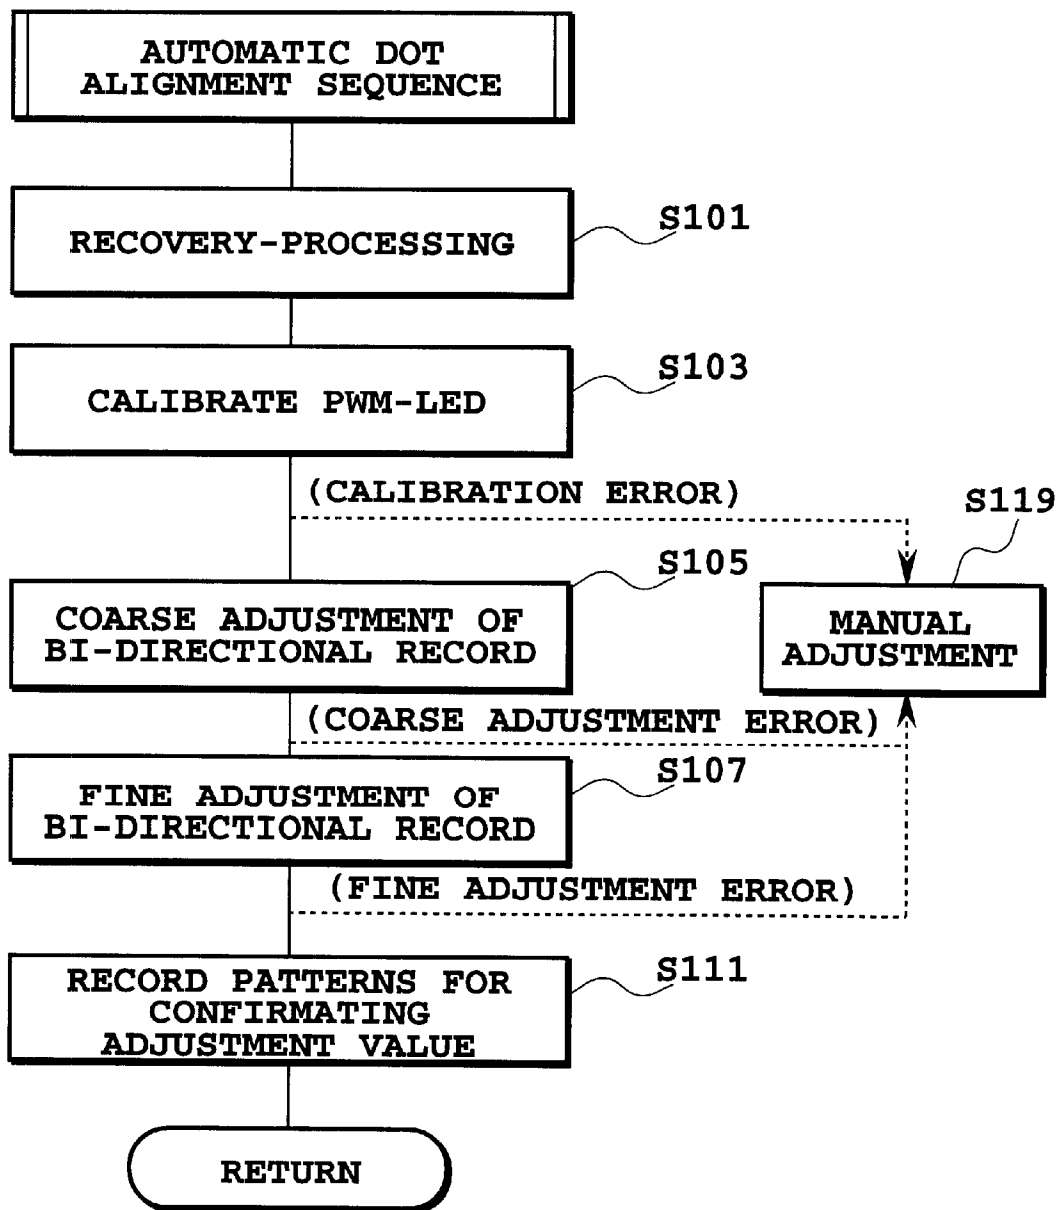 AUTOMATIC DOT
ALIGNMENT SEQUENCE
RECOVERY-PROCESSING
S101
CALIBRATE PWM-LED
S103
(CALIBRATION ERROR)
S119
MANUAL
ADJUSTMENT
S105
COARSE ADJUSTMENT OF
BI-DIRECTIONAL RECORD
(COARSE ADJUSTMENT ERROR)
S107
FINE ADJUSTMENT OF
BI-DIRECTIONAL RECORD
(FINE ADJUSTMENT ERROR)
S111
RECORD PATTERNS FOR
CONFIRMATING
ADJUSTMENT VALUE
RETURN